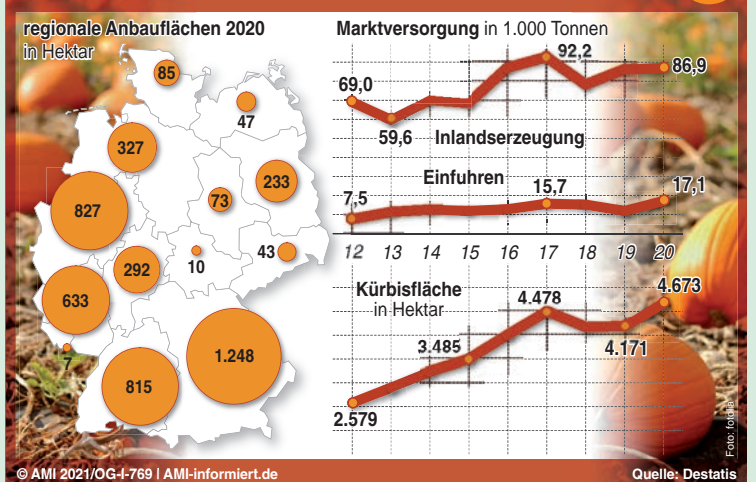 regionale Anbauflächen 2020
in Hektar
85
47
327
233
73
827
43
10
292
633
7
1.248
815
Marktversorgung in 1.000 Tonnen
92,2
86,9
69,0
59,6
Inlandserzeugung
Einfuhren
15,7
17,1
7,5
12 13 14 15 16 17 18 19 20
Kürbisfläche
in Hektar
4.673
4.478
3.485
4.171
2.579
Foto: fotolia
© AMI 2021/OG-I-769 | AMI-informiert.de
Quelle: Destatis